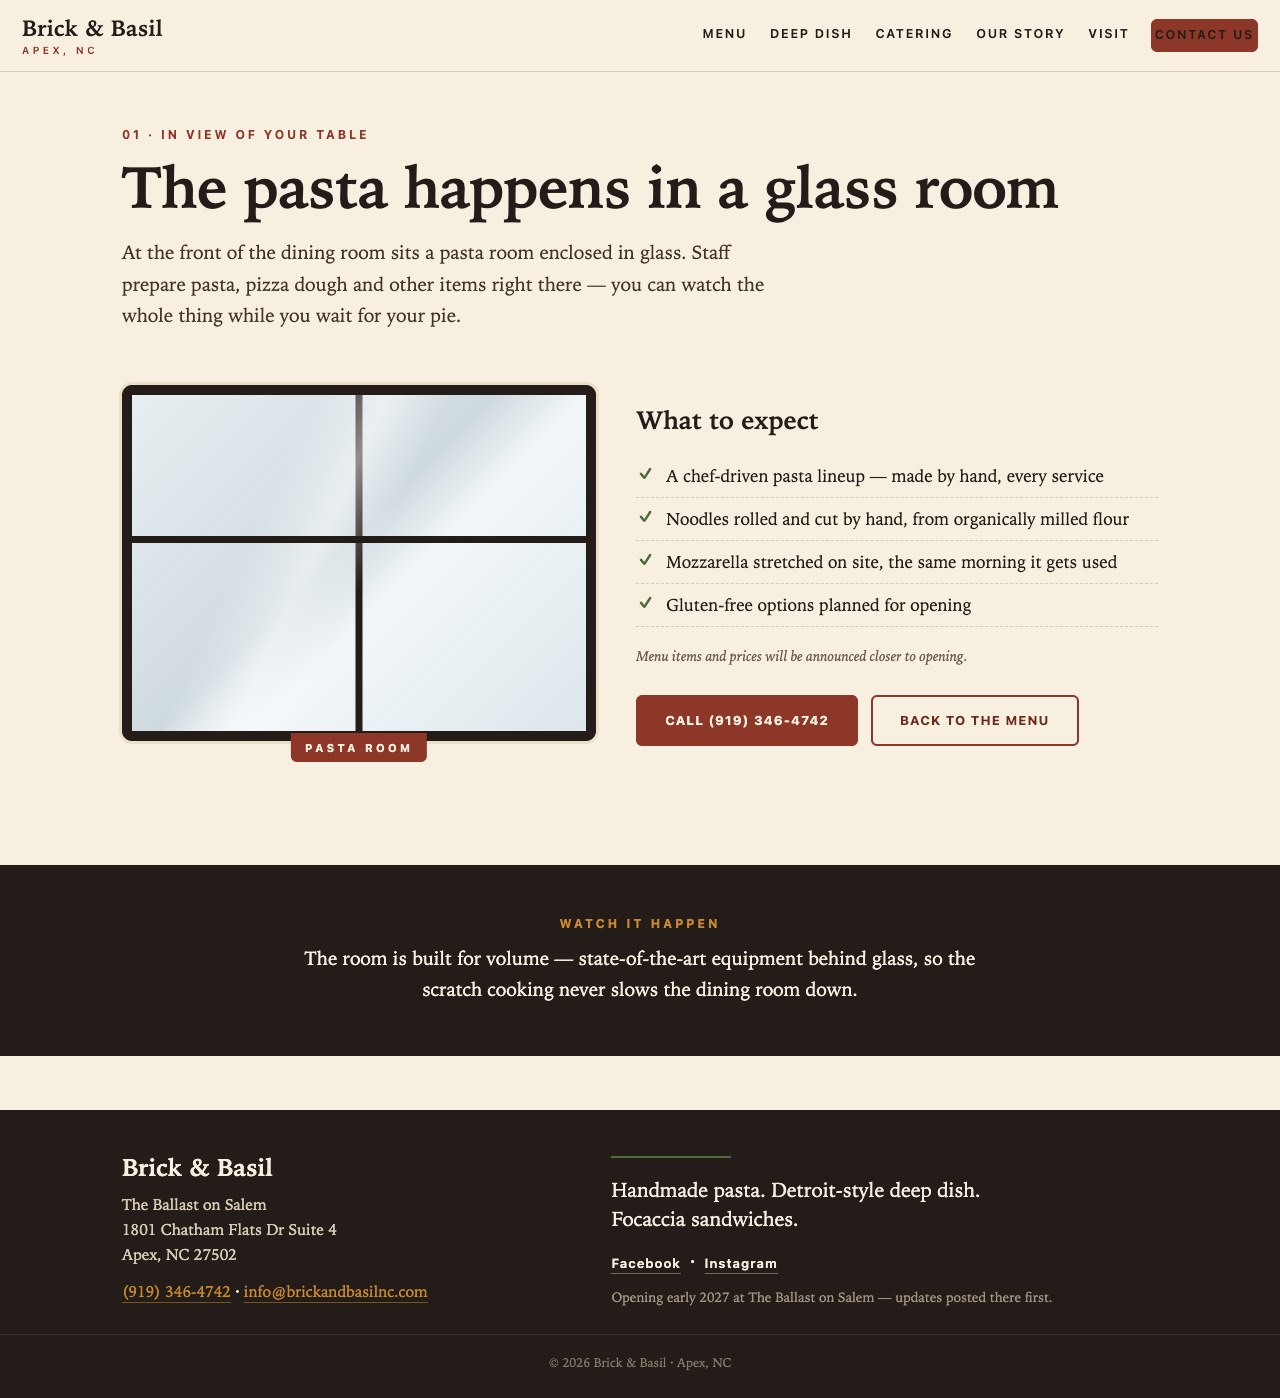 Brick & Basil
APEX, NC
MENU
DEEP DISH
CATERING
OUR STORY
VISIT
CONTACT US
01 · IN VIEW OF YOUR TABLE
The pasta happens in a glass room
At the front of the dining room sits a pasta room enclosed in glass. Staff
prepare pasta, pizza dough and other items right there — you can watch the
whole thing while you wait for your pie.
PASTA ROOM
What to expect
A chef-driven pasta lineup — made by hand, every service
Noodles rolled and cut by hand, from organically milled flour
Mozzarella stretched on site, the same morning it gets used
Gluten-free options planned for opening
Menu items and prices will be announced closer to opening.
CALL (919) 346-4742
BACK TO THE MENU
WATCH IT HAPPEN
The room is built for volume — state-of-the-art equipment behind glass, so the
scratch cooking never slows the dining room down.
Brick & Basil
The Ballast on Salem
1801 Chatham Flats Dr Suite 4
Apex, NC 27502
(919) 346-4742 · info@brickandbasilnc.com
Handmade pasta. Detroit-style deep dish.
Focaccia sandwiches.
Facebook · Instagram
Opening early 2027 at The Ballast on Salem — updates posted there first.
© 2026 Brick & Basil · Apex, NC